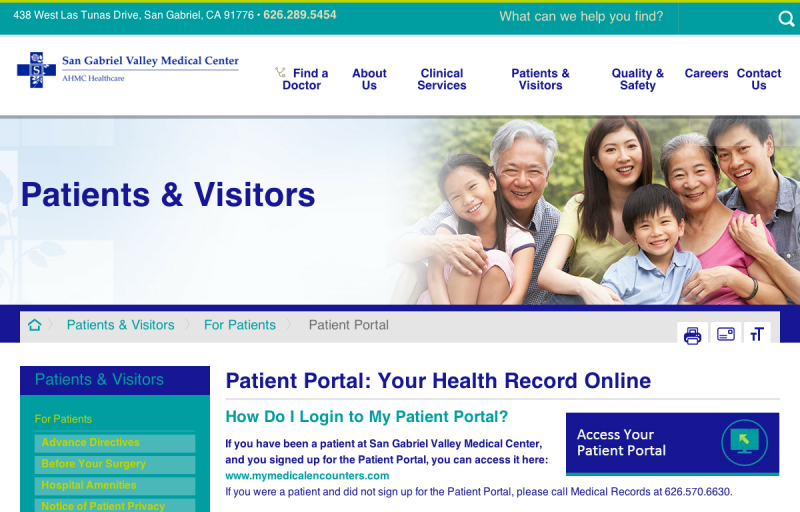 438 West Las Tunas Drive, San Gabriel, CA 91776 • 626.289.5454
What can we help you find?
San Gabriel Valley Medical Center
AHMC Healthcare
S
Find a
Doctor
About
Us
Clinical
Services
Patients &
Visitors
Quality &
Safety
Careers
Contact
Us
Patients & Visitors
Patients & Visitors
For Patients
Patient Portal
TT
Patients & Visitors
For Patients
Advance Directives
Before Your Surgery
Hospital Amenities
Notice of Patient Privacy
Patient Portal: Your Health Record Online
How Do I Login to My Patient Portal?
If you have been a patient at San Gabriel Valley Medical Center,
and you signed up for the Patient Portal, you can access it here:
www.mymedicalencounters.com
If you were a patient and did not sign up for the Patient Portal, please call Medical Records at 626.570.6630.
Access Your
Patient Portal